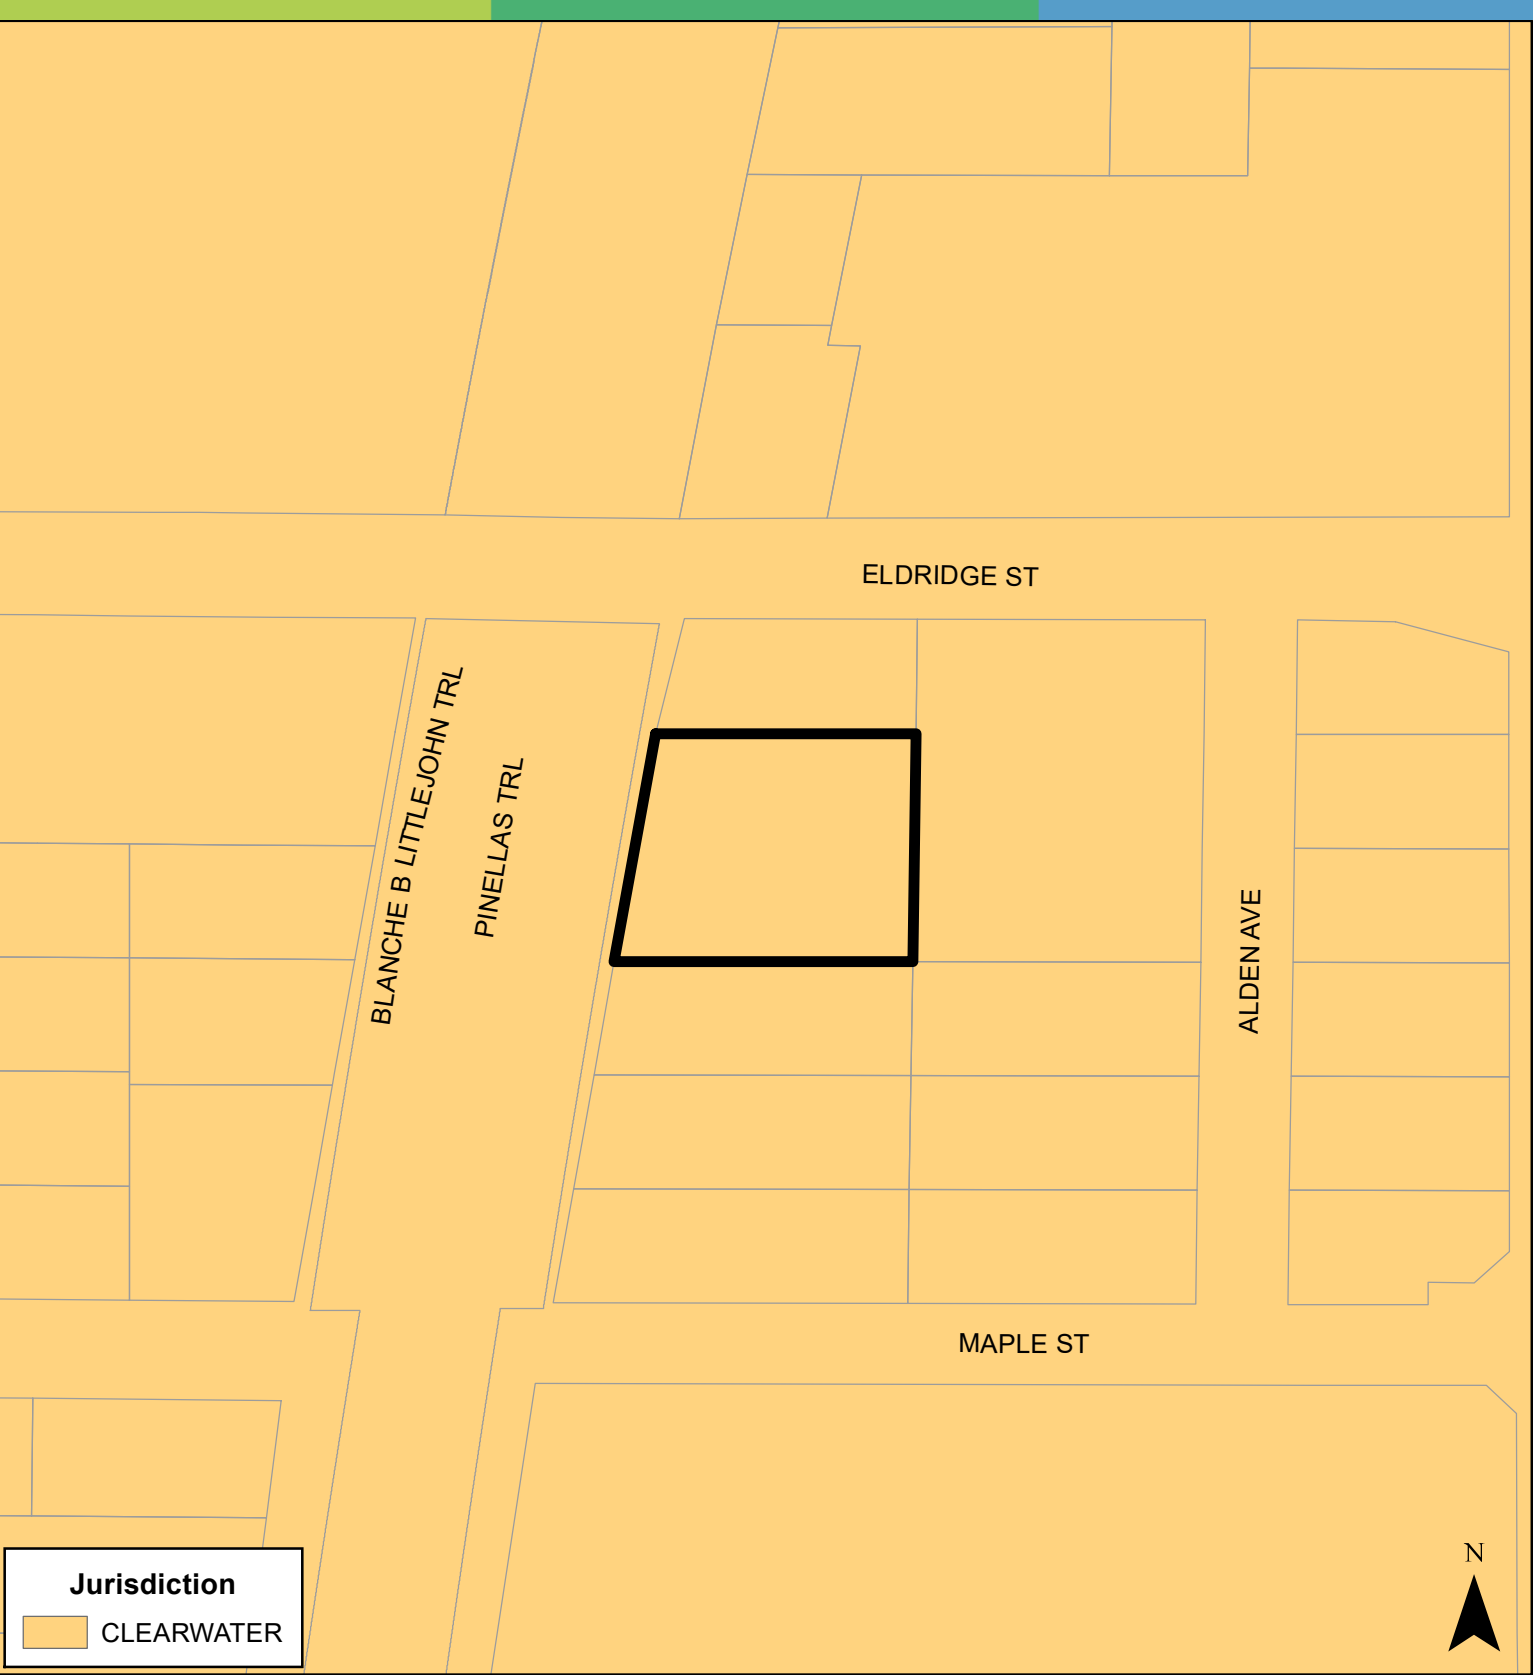 ELDRIDGE ST
BLANCHE B LITTLEJOHN TRL
PINELLAS TRL
ALDEN AVE
MAPLE ST
N
Jurisdiction
CLEARWATER